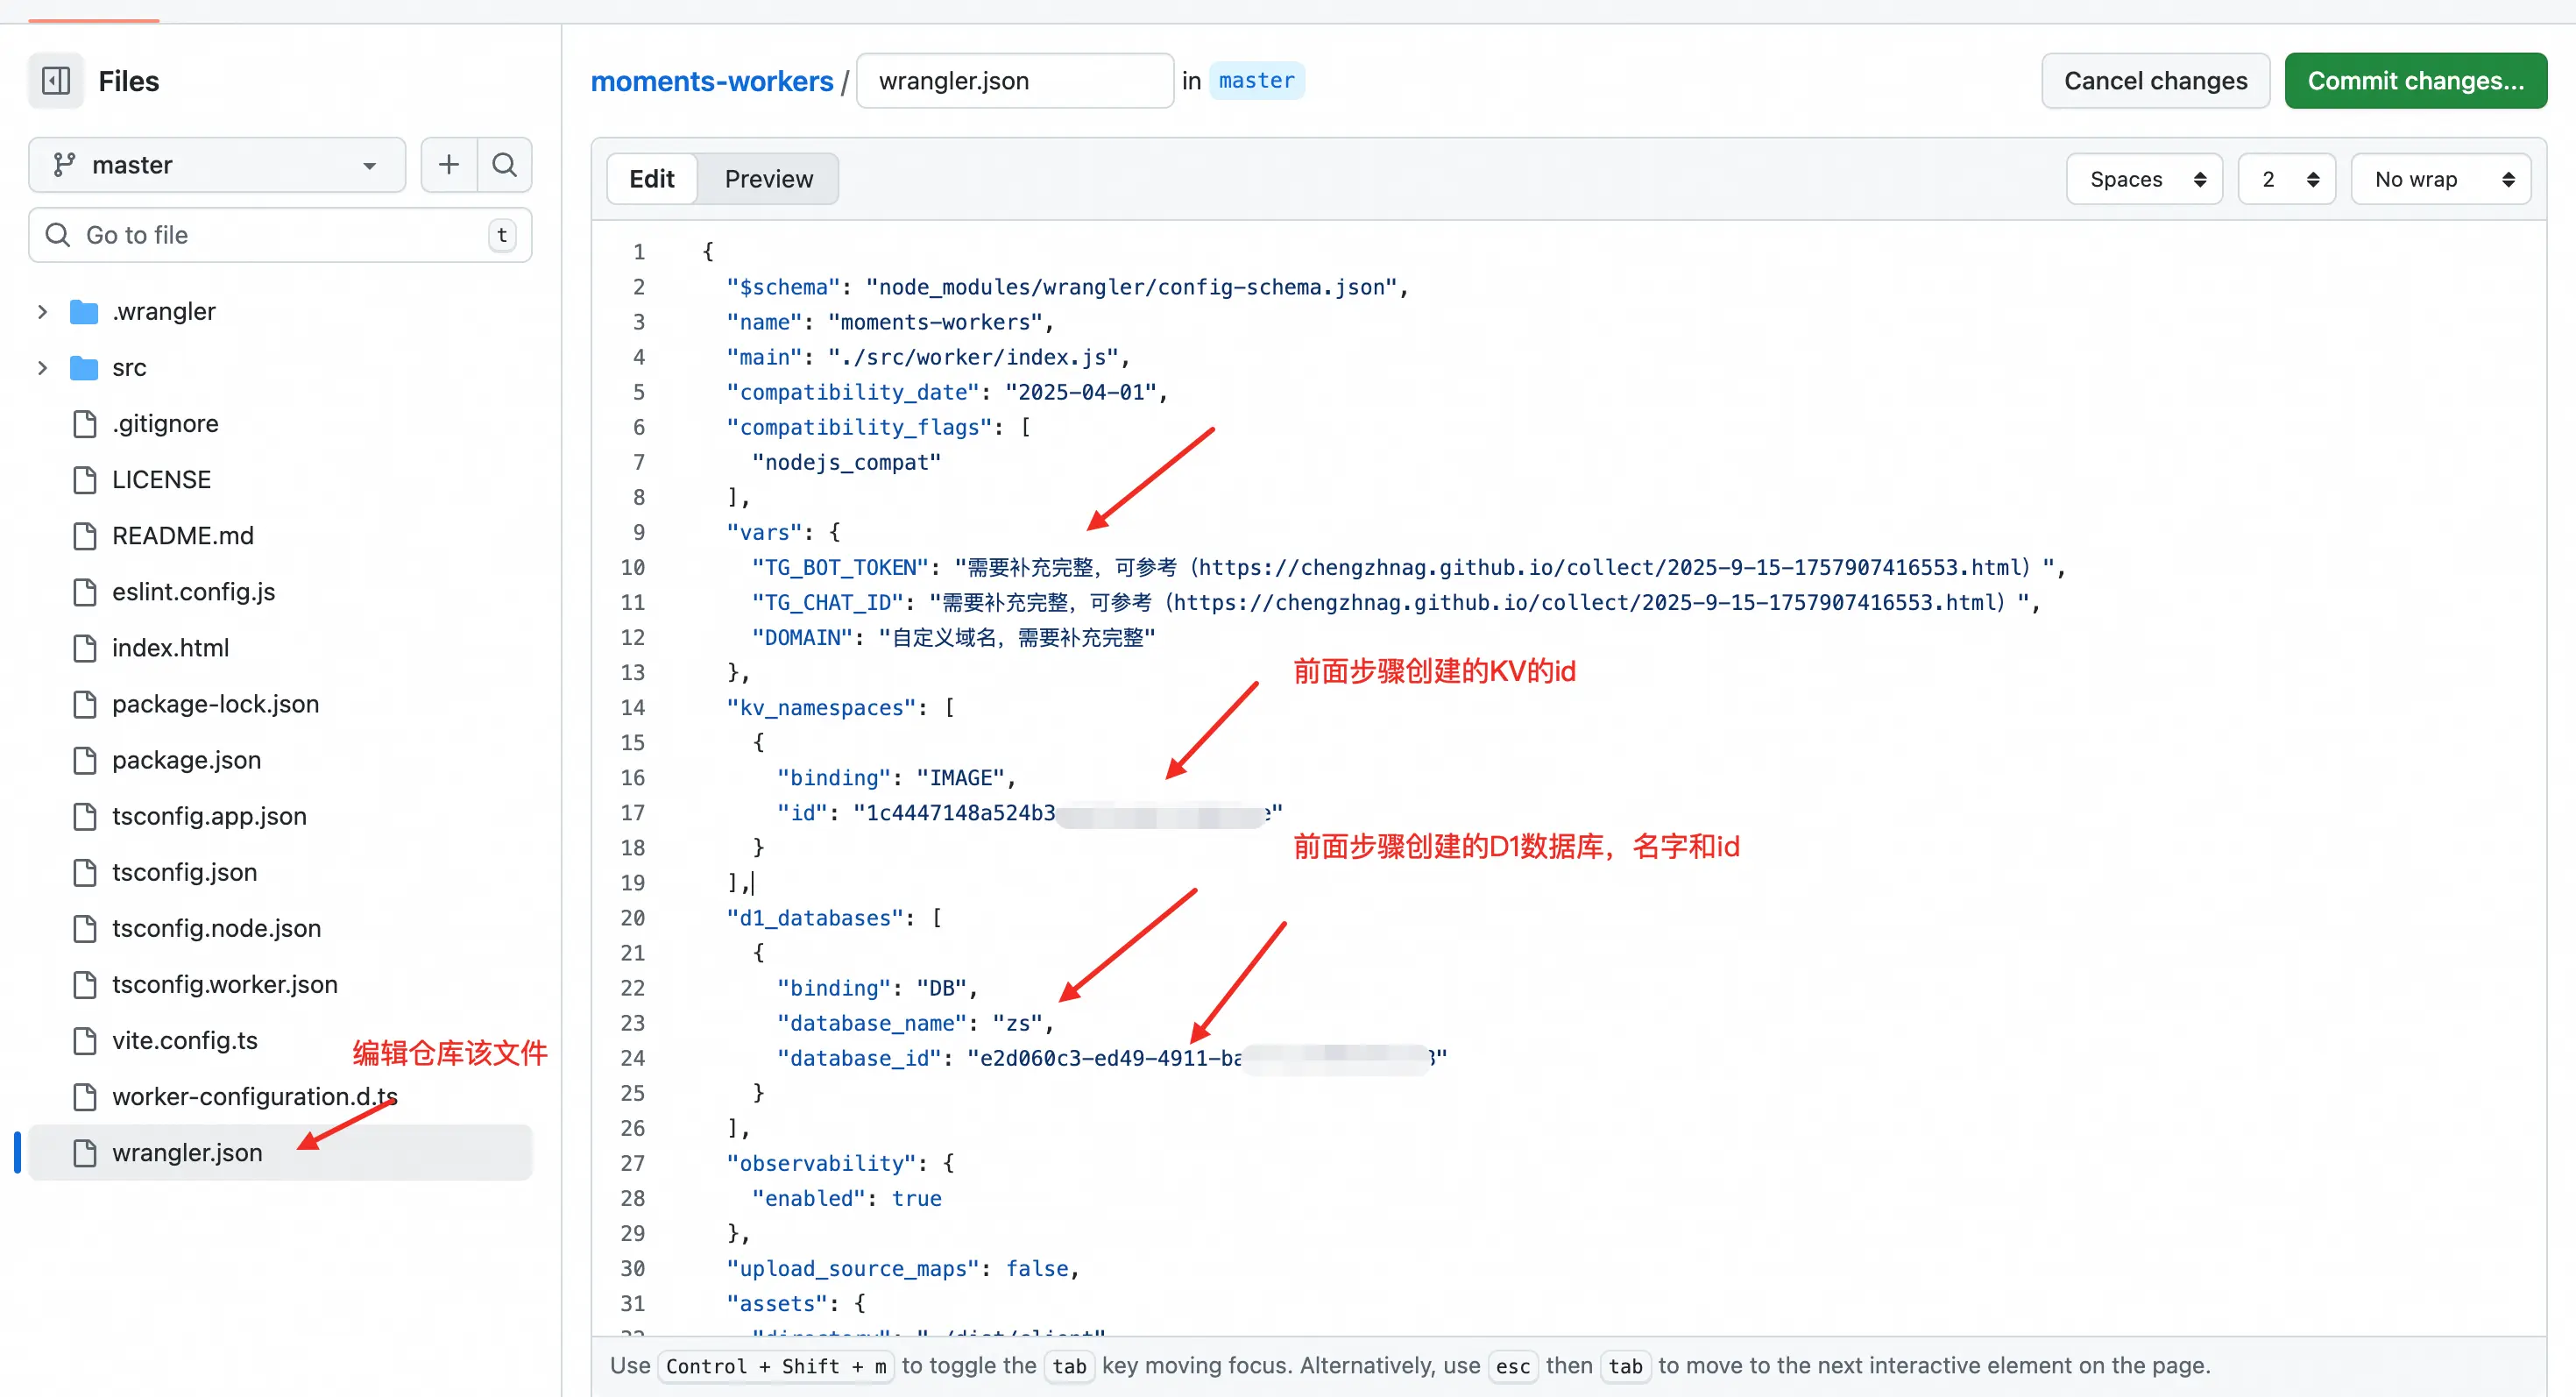 Files
master
Go to file
t
.wrangler
src
.gitignore
LICENSE
README.md
eslint.config.js
index.html
package-lock.json
package.json
tsconfig.app.json
tsconfig.json
tsconfig.node.json
tsconfig.worker.json
vite.config.ts
编辑仓库该文件
worker-configuration.d.ts
wrangler.json
moments-workers / wrangler.json in master
Cancel changes
Commit changes...
Edit
Preview
Spaces
2
No wrap
1 {
2 "$schema": "node_modules/wrangler/config-schema.json",
3 "name": "moments-workers",
4 "main": "./src/worker/index.js",
5 "compatibility_date": "2025-04-01",
6 "compatibility_flags": [
7 "nodejs_compat"
8 ],
9 "vars": {
10 "TG_BOT_TOKEN": "需要补充完整，可参考（https://chengzhnag.github.io/collect/2025-9-15-1757907416553.html）",
11 "TG_CHAT_ID": "需要补充完整，可参考（https://chengzhnag.github.io/collect/2025-9-15-1757907416553.html）",
12 "DOMAIN": "自定义域名，需要补充完整"
13 },
前面步骤创建的KV的id
14 "kv_namespaces": [
15 {
16 "binding": "IMAGE",
17 "id": "1c4447148a524b3 e"
18 }
前面步骤创建的D1数据库，名字和id
19 ],
20 "d1_databases": [
21 {
22 "binding": "DB",
23 "database_name": "zs",
24 "database_id": "e2d060c3-ed49-4911-ba "
25 }
26 ],
27 "observability": {
28 "enabled": true
29 },
30 "upload_source_maps": false,
31 "assets": {
Use Control + Shift + m to toggle the tab key moving focus. Alternatively, use esc then tab to move to the next interactive element on the page.